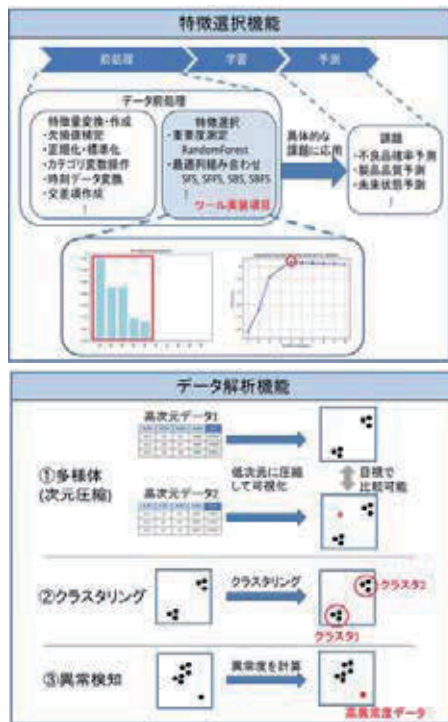 特徴選択機能
前処理
学習
予測
データ前処理
特徴量変換・作成
・欠損値補完
・正規化・標準化
・カテゴリ変数操作
・時刻データ変換
・交差項作成
特徴選択
・重要度測定
RandomForest
・最適列組み合わせ
SFS, SFFS, SBS, SBFS
ツール実装項目
具体的な
課題に応用
課題
・不良品確率予測
・製品品質予測
・未来状態予測
データ解析機能
①多様体
(次元圧縮)
高次元データ1
高次元データ2
低次元に圧縮
して可視化
目視で
比較可能
②クラスタリング
クラスタリング
クラスタ2
クラスタ1
③異常検知
異常度を計算
高異常度データ